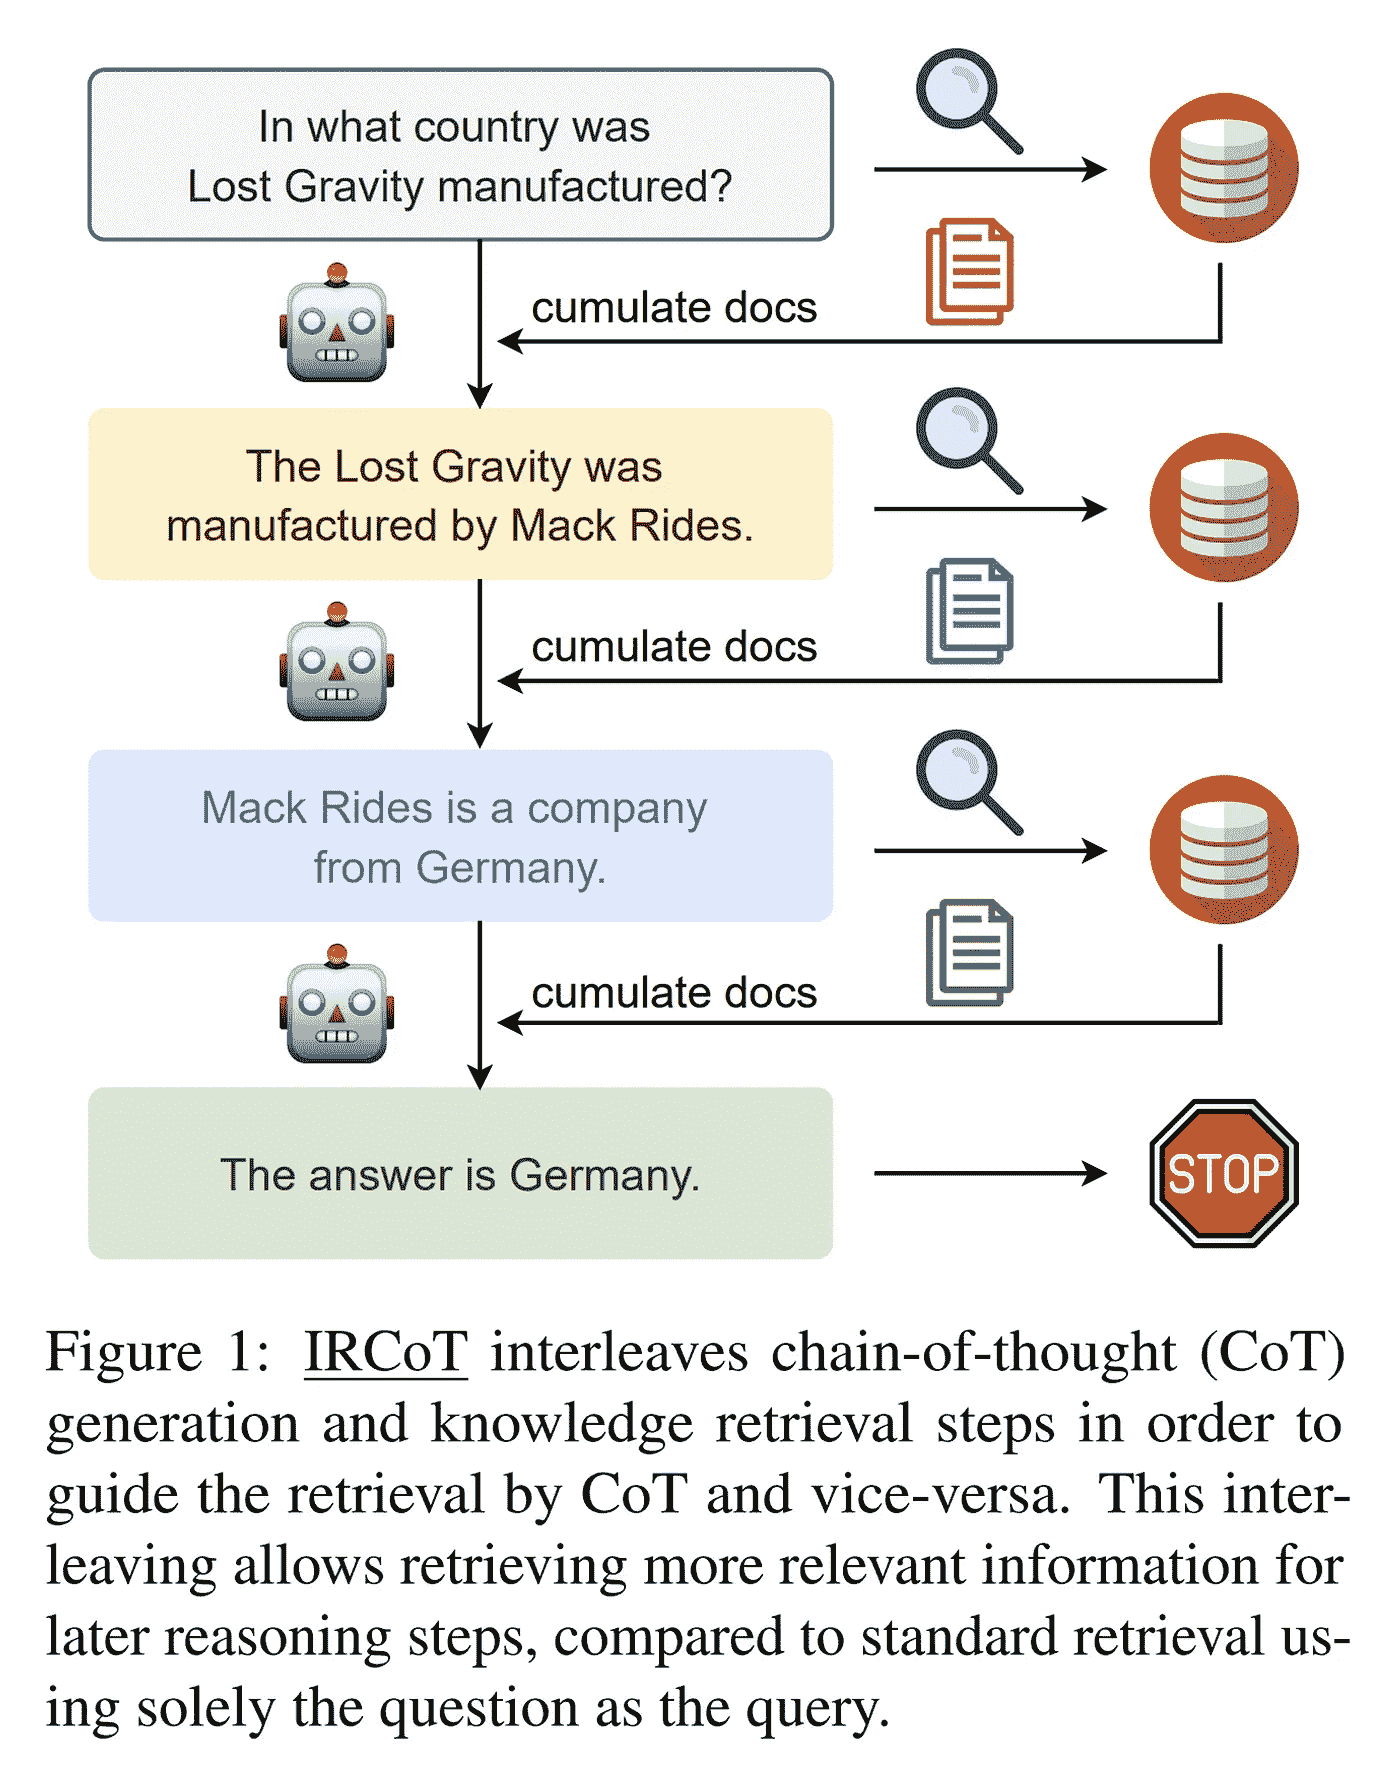 In what country was
Lost Gravity manufactured?
cumulate docs
The Lost Gravity was
manufactured by Mack Rides.
cumulate docs
Mack Rides is a company
from Germany.
cumulate docs
The answer is Germany.
STOP
Figure 1: IRCoT interleaves chain-of-thought (CoT)
generation and knowledge retrieval steps in order to
guide the retrieval by CoT and vice-versa. This inter-
leaving allows retrieving more relevant information for
later reasoning steps, compared to standard retrieval us-
ing solely the question as the query.